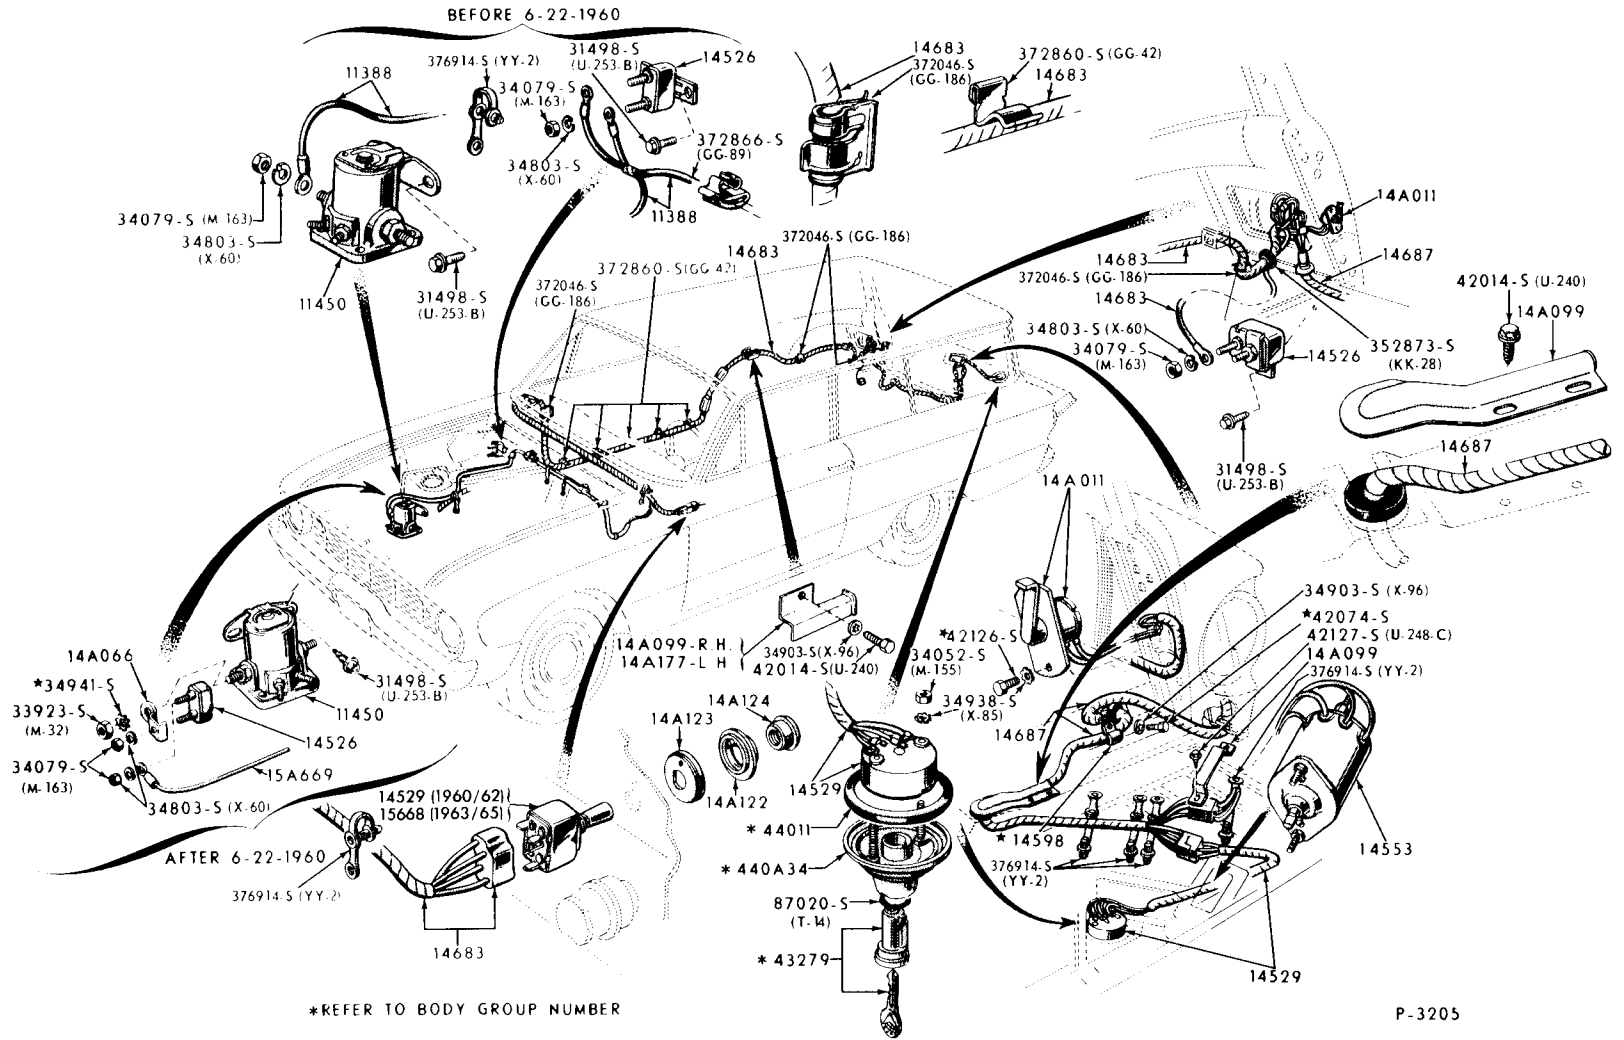 BEFORE 6-22-1960
11388
376914-S (YY-2)
31498-S
(U-253-B)
14526
34079-S
(M-163)
34803-S
(X-60)
372866-S
(GG-89)
11388
14683
372046-S
(GG-186)
372860-S (GG-42)
14683
34079-S (M-163)
34803-S
(X-60)
11450
31498-S
(U-253-B)
372046-S
(GG-186)
372860-S (GG-42)
14683
372046-S (GG-186)
14A011
14683
372046-S (GG-186)
14683
14687
34803-S (X-60)
34079-S
(M-163)
14526
352873-S
(KK-28)
31498-S
(U-253-B)
42014-S (U-240)
14A099
14687
14A011
14A066
*34941-S
33923-S
(M-32)
34079-S
(M-163)
31498-S
(U-253-B)
11450
14526
15A669
34803-S (X-60)
AFTER 6-22-1960
376914-S (YY-2)
14529 (1960/62)
15668 (1963/65)
14683
14A099-R.H.
14A177-L.H
34903-S (X-96)
42014-S (U-240)
*42126-S
34052-S
(M-155)
34938-S
(X-85)
14A124
14A123
14A122
14529
*44011
*440A34
87020-S
(T-14)
*43279
14687
34903-S (X-96)
*42074-S
42127-S (U-248-C)
14A099
376914-S (YY-2)
*14598
376914-S
(YY-2)
14553
14529
*REFER TO BODY GROUP NUMBER
P-3205